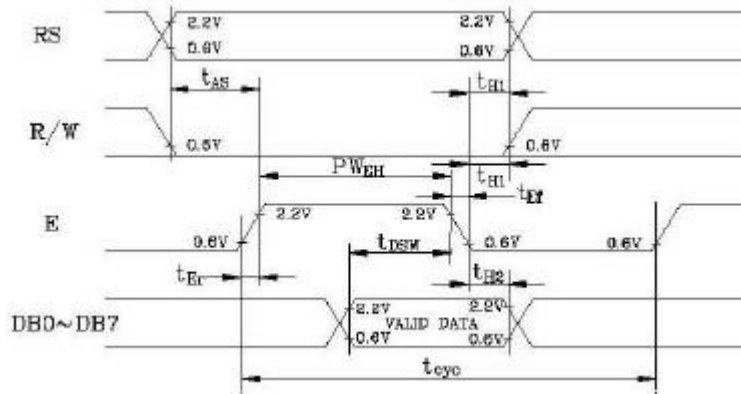 RS 2.2V 2.2V
0.6V 0.6V
tAS tH1
R/W 0.6V 0.6V
PWEH tH1
tEf
E 2.2V 2.2V
0.6V 0.6V 0.6V
tEr tDSW tH2
2.2V 2.2V
DB0~DB7 VALID DATA
0.6V 0.6V
tcyc